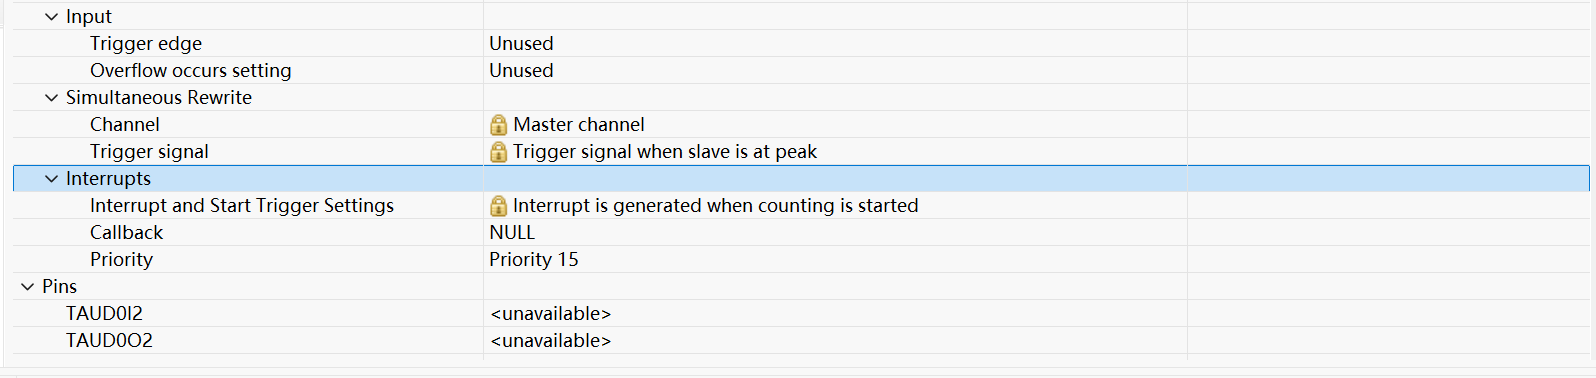 Input
Trigger edge Unused
Overflow occurs setting Unused
Simultaneous Rewrite
Channel Master channel
Trigger signal Trigger signal when slave is at peak
Interrupts
Interrupt and Start Trigger Settings Interrupt is generated when counting is started
Callback NULL
Priority Priority 15
Pins
TAUD0I2 <unavailable>
TAUD0O2 <unavailable>